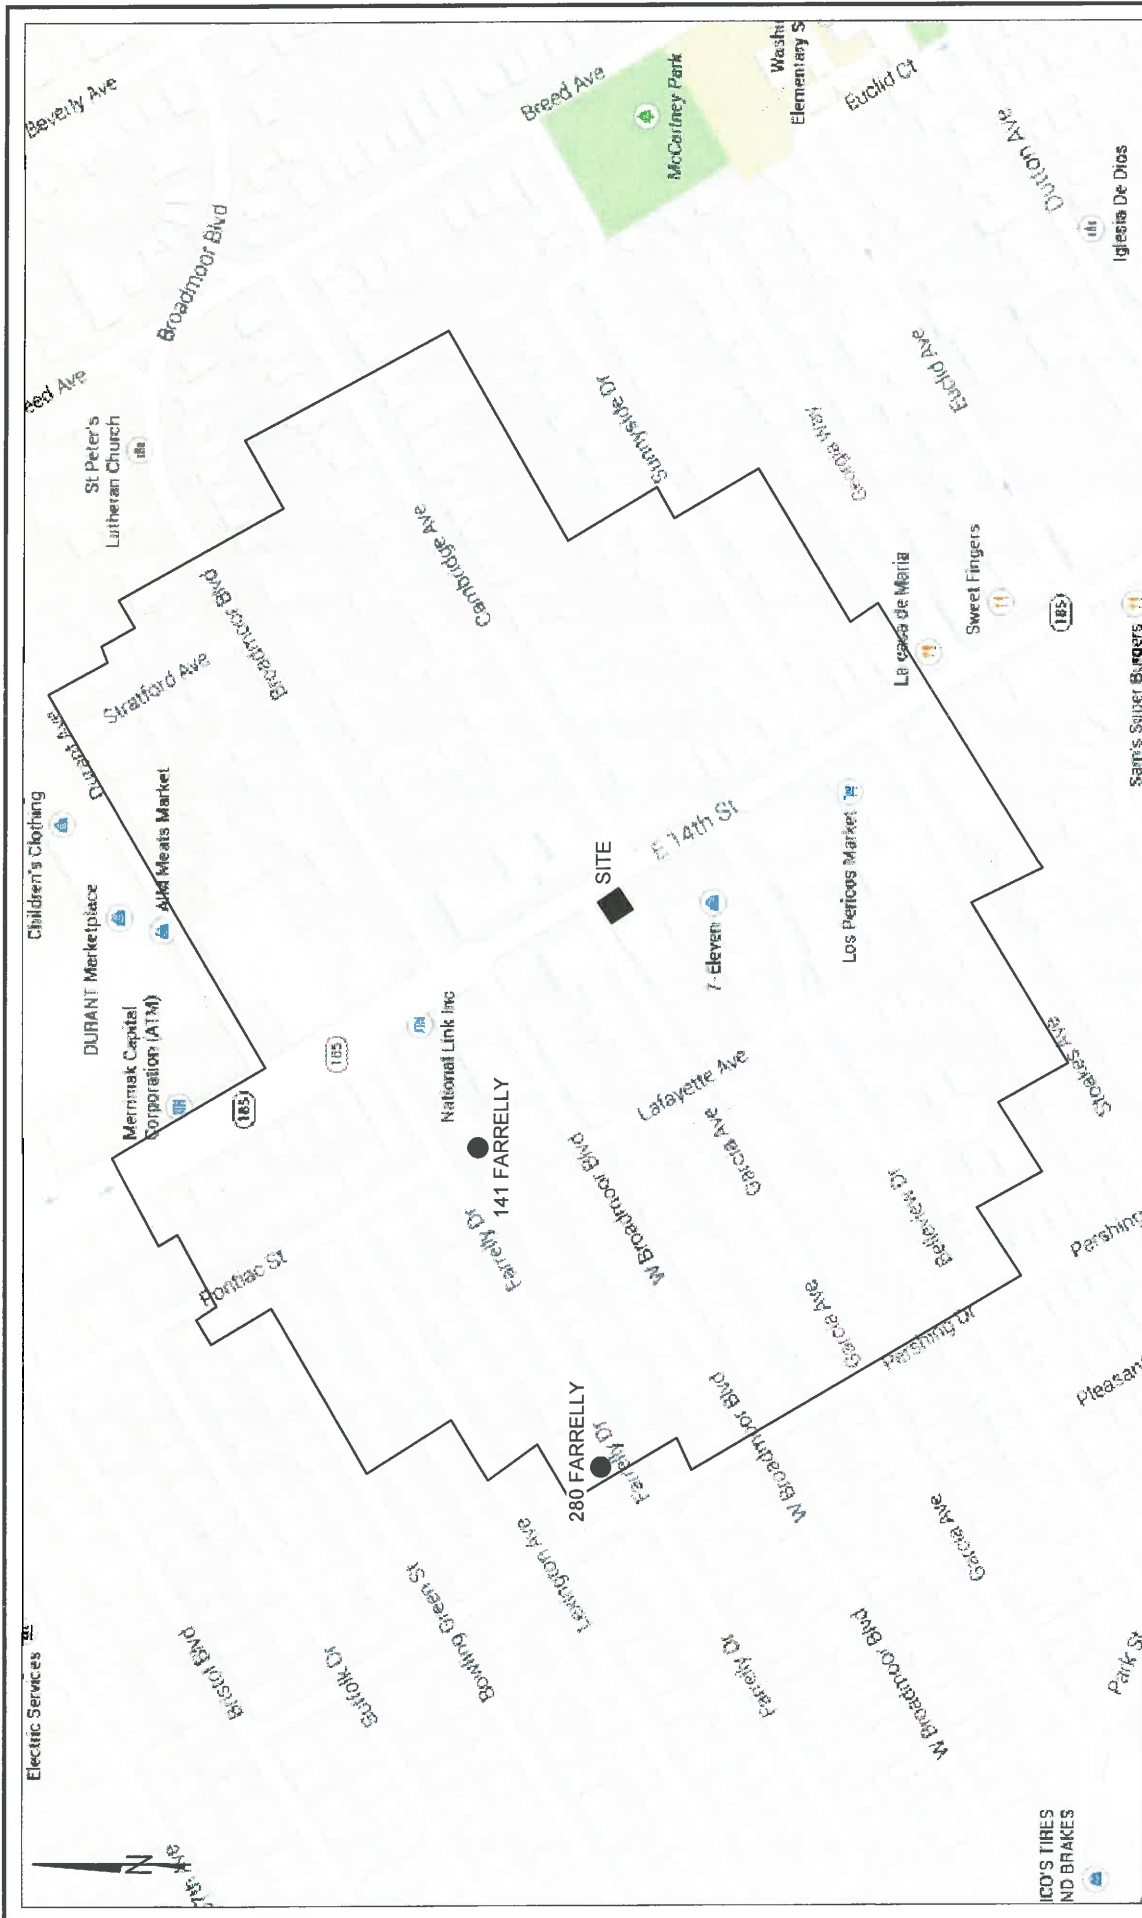 Electric Services
Bristol Blvd
Suffolk Dr
Bowling Green St
Lexington Ave
280 FARRELLY
Farrelly Dr
Farrelly Dr
W Broadmoor Blvd
W Broadmoor Blvd
Garcia Ave
Park St
ICO'S TIRES
ND BRAKES
N
Children's Clothing
DURANT Marketplace
AIM Meats Market
Merrimak Capital
Corporation (ATM)
185
185
Pontiac St
National Link Inc
141 FARRELLY
Farrelly Dr
W Broadmoor Blvd
Lafayette Ave
Garcia Ave
Garcia Ave
Belleview Dr
Pershing Dr
Pershing
Pleasant
Stoakes Ave
SITE
E 14th St
7-Eleven
Los Pericos Market
Durant Ave
Stratford Ave
Broadmoor Blvd
Cambridge Ave
St Peter's
Lutheran Church
eed Ave
Broadmoor Blvd
Beverly Ave
Breed Ave
McCartney Park
Washi
Elementary S
Euclid Ct
Dutton Ave
Iglesia De Dios
Euclid Ave
Georgia Way
Sunnyside Dr
La casa de Maria
Sweet Fingers
185
Sam's Super Burgers